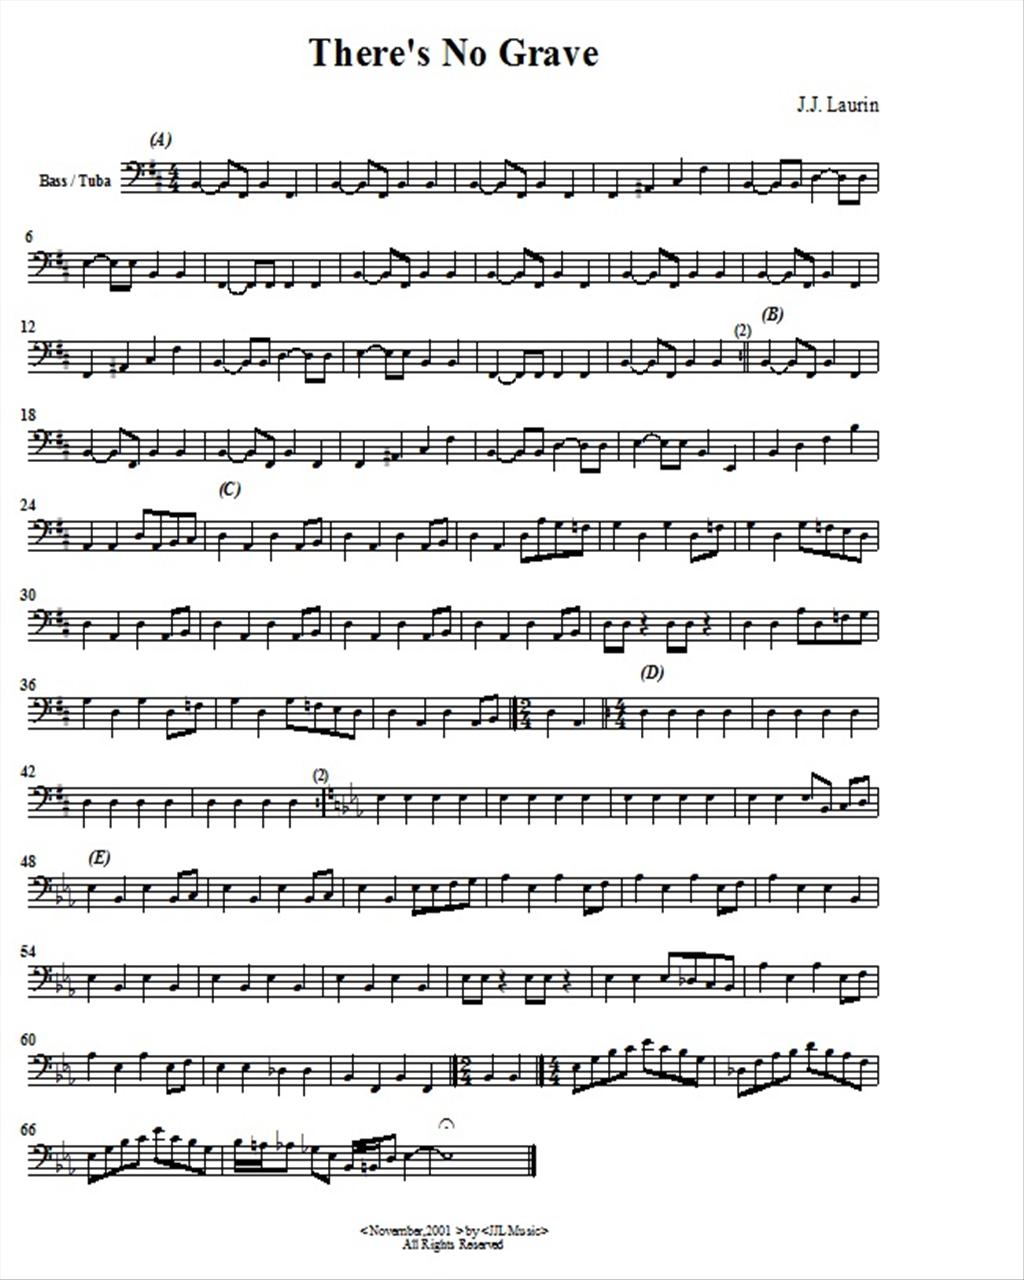 There's No Grave
J.J. Laurin
(A)
Bass / Tuba
6
12
(2)
(B)
18
24
(C)
30
36
(D)
42
(2)
48
(E)
54
60
66
<November,2001 > by <JJL Music>
All Rights Reserved